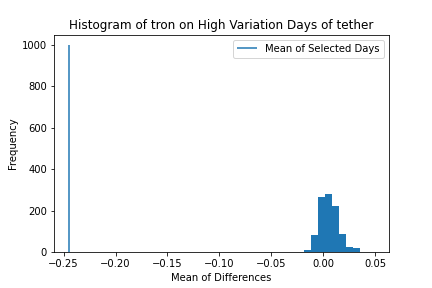 Histogram of tron on High Variation Days of tether
Mean of Selected Days
Frequency
1000
800
600
400
200
0
−0.25 −0.20 −0.15 −0.10 −0.05 0.00 0.05
Mean of Differences